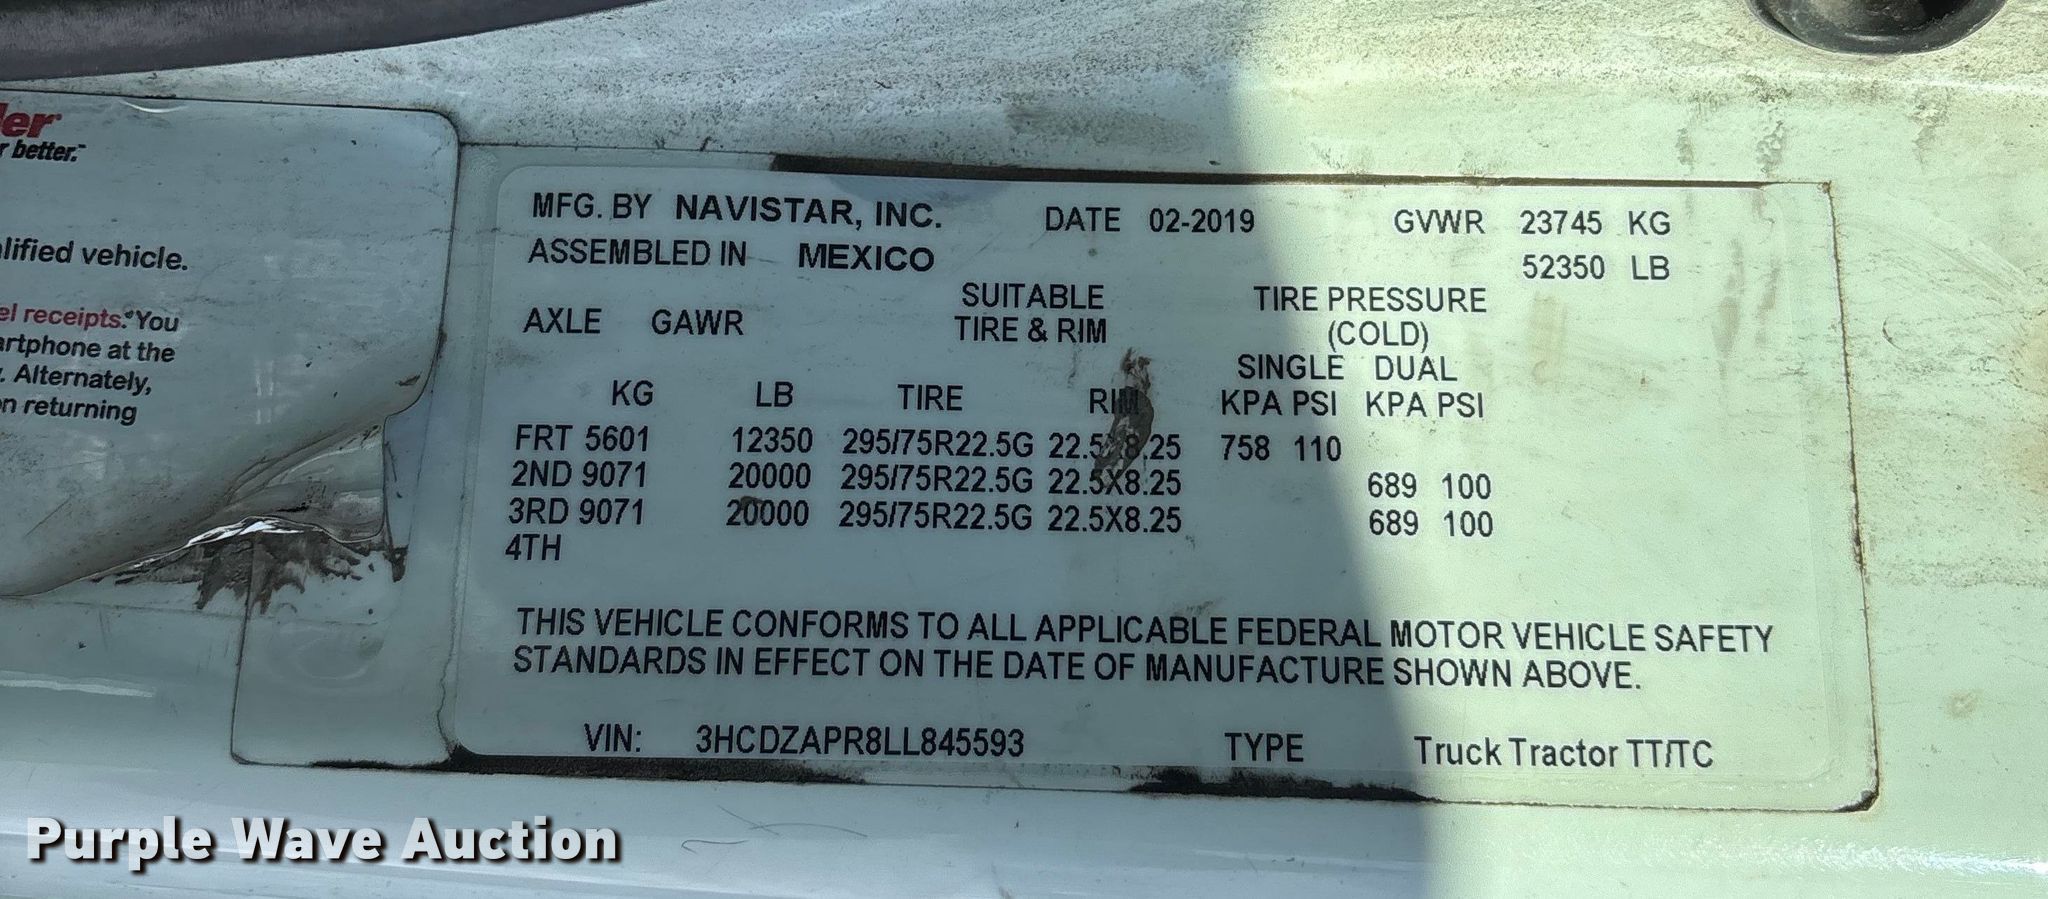 ler
r better.™
lified vehicle.
el receipts.® You
artphone at the
. Alternately,
n returning
MFG. BY NAVISTAR, INC. DATE 02-2019 GVWR 23745 KG
ASSEMBLED IN MEXICO 52350 LB
SUITABLE TIRE PRESSURE
AXLE GAWR TIRE & RIM (COLD)
SINGLE DUAL
KG LB TIRE RIM KPA PSI KPA PSI
FRT 5601 12350 295/75R22.5G 22.5X8.25 758 110
2ND 9071 20000 295/75R22.5G 22.5X8.25 689 100
3RD 9071 20000 295/75R22.5G 22.5X8.25 689 100
4TH
THIS VEHICLE CONFORMS TO ALL APPLICABLE FEDERAL MOTOR VEHICLE SAFETY
STANDARDS IN EFFECT ON THE DATE OF MANUFACTURE SHOWN ABOVE.
VIN: 3HCDZAPR8LL845593 TYPE Truck Tractor TT/TC
Purple Wave Auction